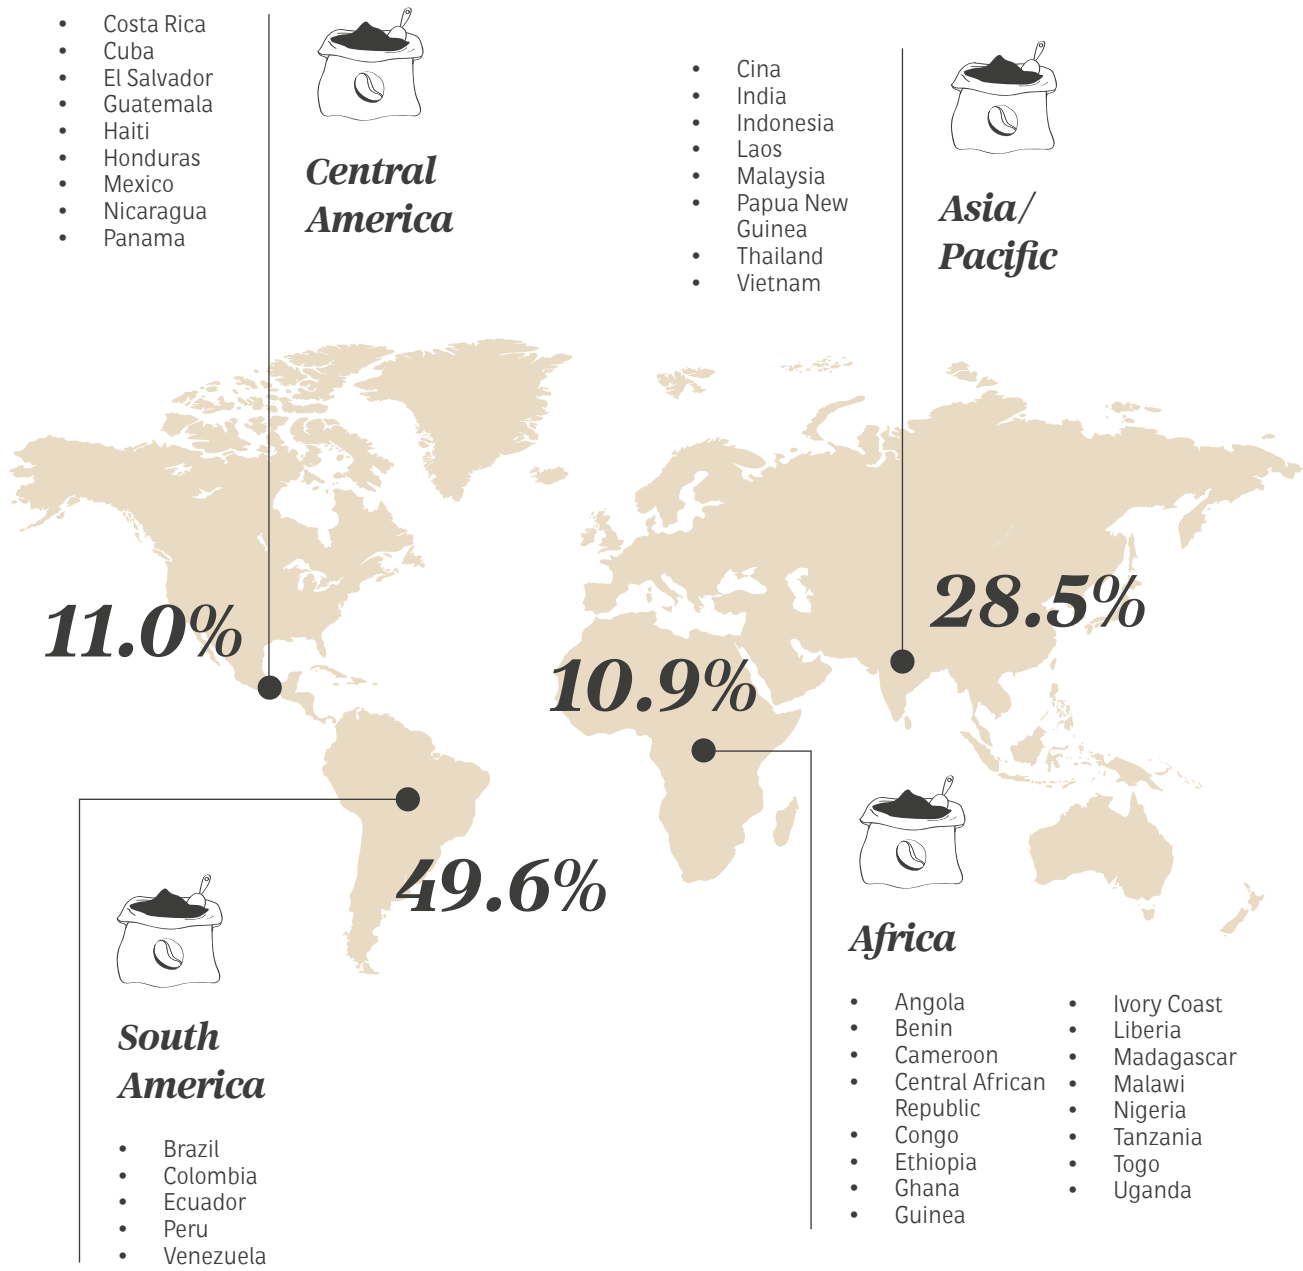 Costa Rica
Cuba
El Salvador
Guatemala
Haiti
Honduras
Mexico
Nicaragua
Panama
Central
America
Cina
India
Indonesia
Laos
Malaysia
Papua New
Guinea
Thailand
Vietnam
Asia/
Pacific
11.0%
10.9%
28.5%
49.6%
South
America
Brazil
Colombia
Ecuador
Peru
Venezuela
Africa
Angola
Benin
Cameroon
Central African
Republic
Congo
Ethiopia
Ghana
Guinea
Ivory Coast
Liberia
Madagascar
Malawi
Nigeria
Tanzania
Togo
Uganda